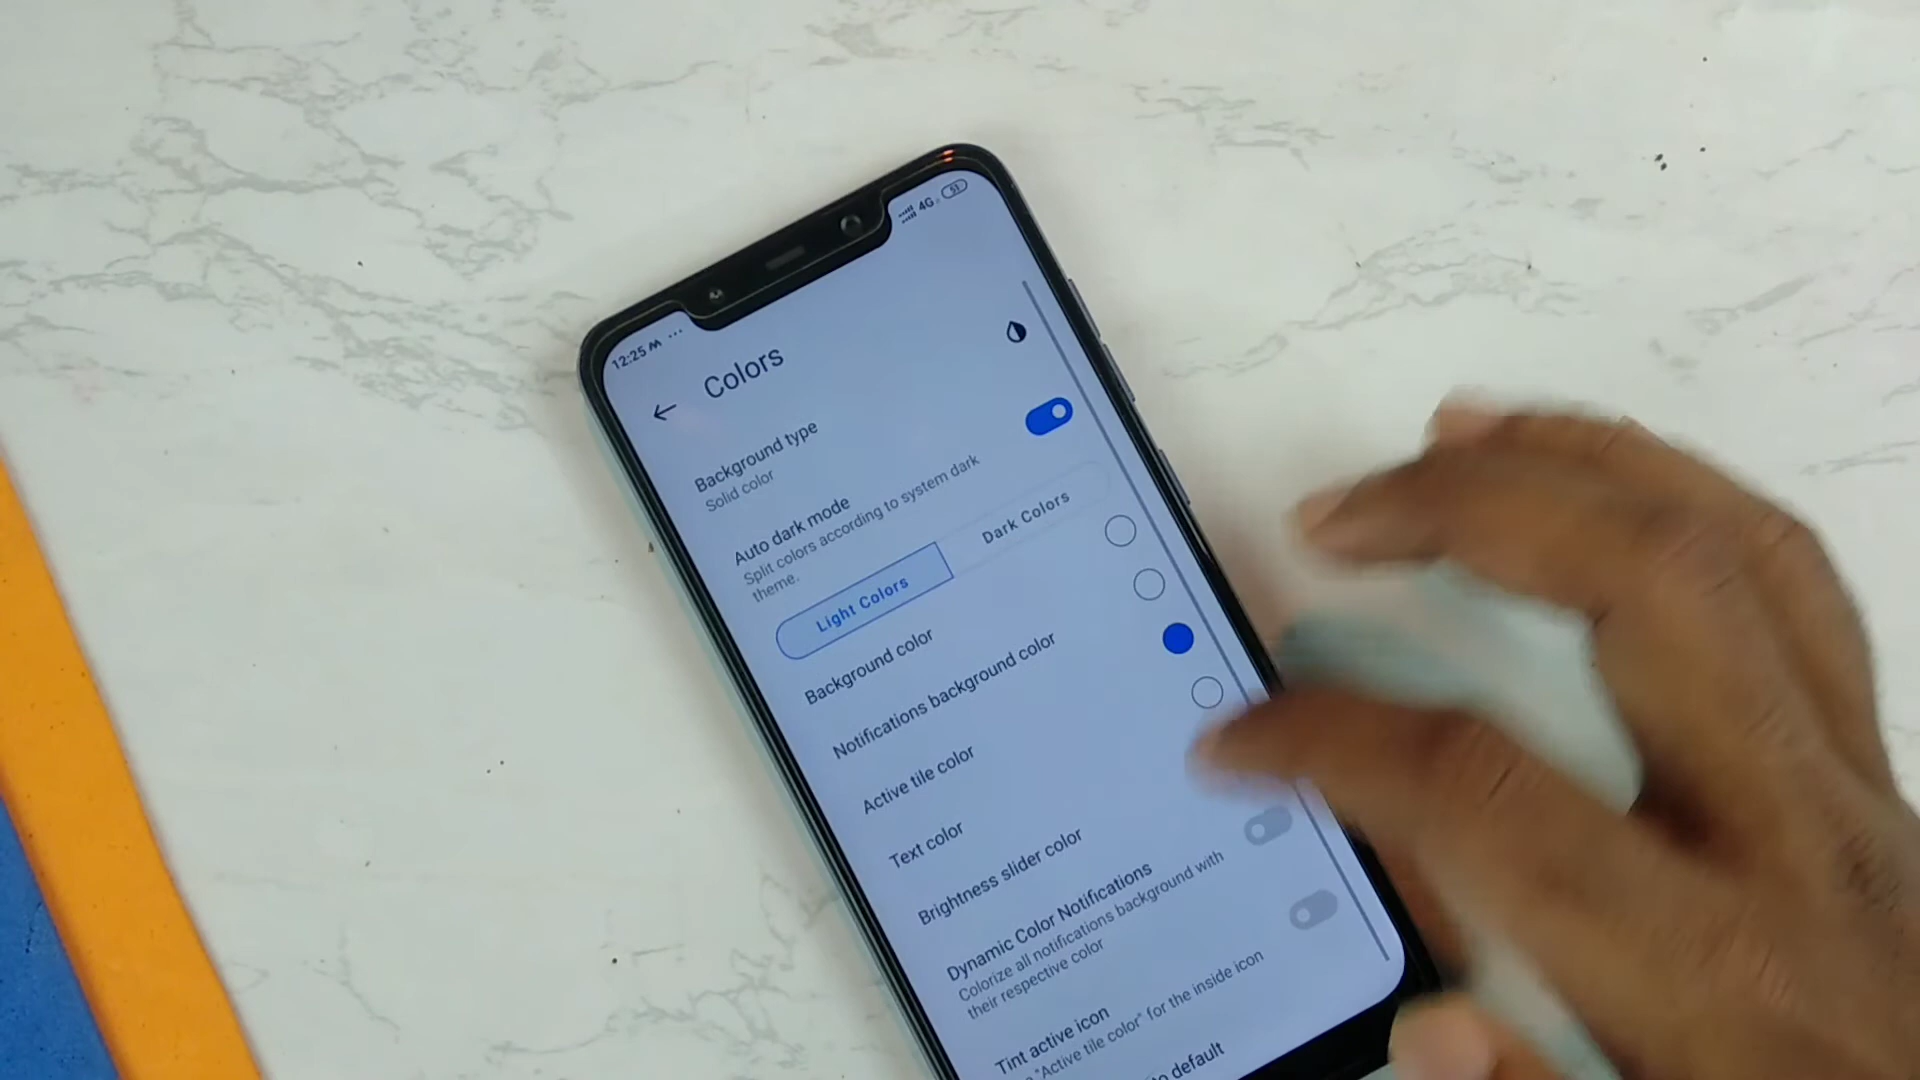 12:25 ...
4G 51
Colors
Background type
Solid color
Auto dark mode
Split colors according to system dark
theme.
Light Colors
Dark Colors
Background color
Notifications background color
Active tile color
Text color
Brightness slider color
Dynamic Color Notifications
Colorize all notifications background with
their respective color
Tint active icon
"Active tile color" for the inside icon
to default